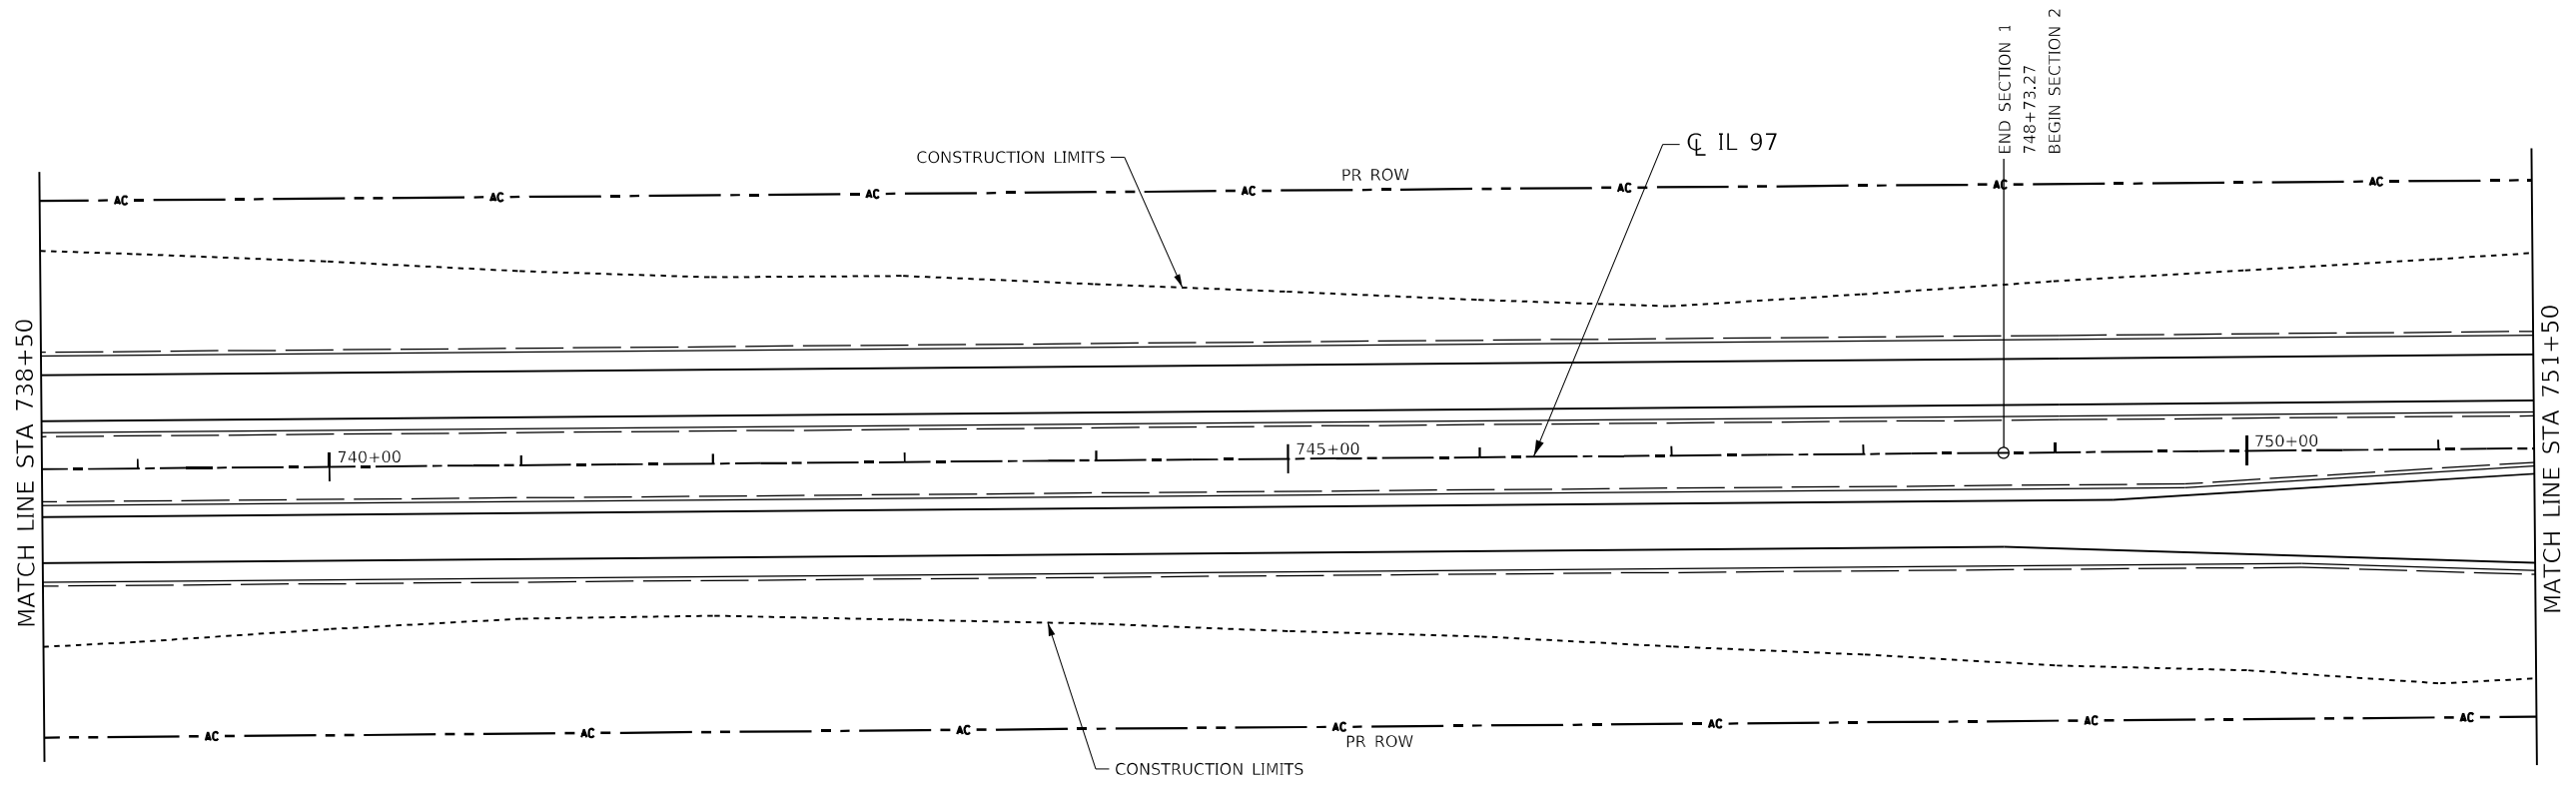 END SECTION 1
748+73.27
BEGIN SECTION 2
CONSTRUCTION LIMITS
℄ IL 97
PR ROW
AC AC AC AC AC AC AC
MATCH LINE STA 738+50
MATCH LINE STA 751+50
740+00
745+00
750+00
AC AC AC AC AC AC AC
PR ROW
CONSTRUCTION LIMITS